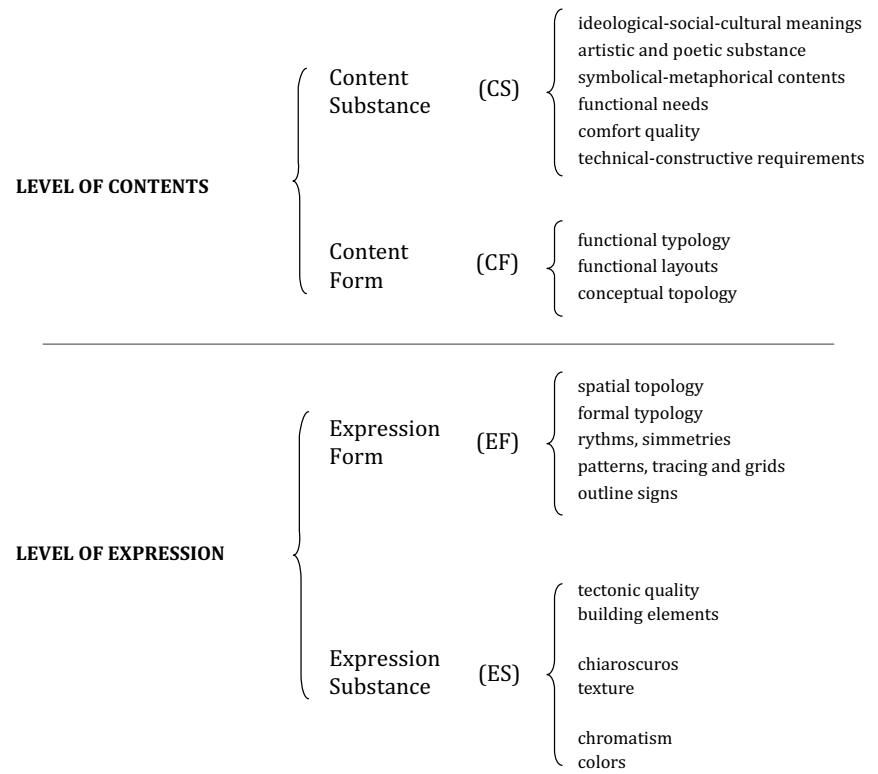 LEVEL OF CONTENTS
Content
Substance
(CS)
ideological-social-cultural meanings
artistic and poetic substance
symbolical-metaphorical contents
functional needs
comfort quality
technical-constructive requirements
Content
Form
(CF)
functional typology
functional layouts
conceptual topology
LEVEL OF EXPRESSION
Expression
Form
(EF)
spatial topology
formal typology
rythms, simmetries
patterns, tracing and grids
outline signs
Expression
Substance
(ES)
tectonic quality
building elements
chiaroscuros
texture
chromatism
colors